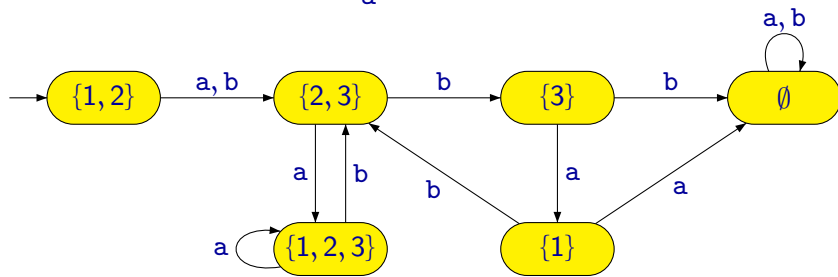 a
a, b
{1, 2} a, b {2, 3} b {3} b ∅
a b b a a
a {1, 2, 3} {1}